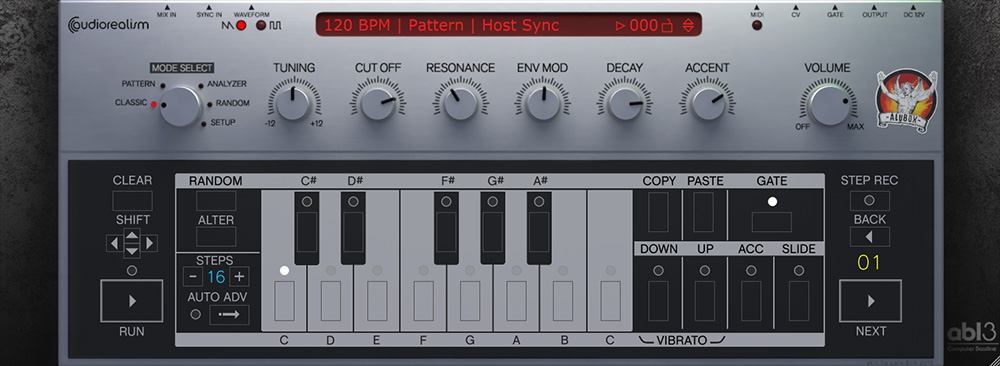 audiorealism
MIX IN SYNC IN WAVEFORM
120 BPM | Pattern | Host Sync 000
MIDI CV GATE OUTPUT DC 12V
MODE SELECT
PATTERN ANALYZER
CLASSIC RANDOM
SETUP
TUNING CUT OFF RESONANCE ENV MOD DECAY ACCENT VOLUME
-12 +12
OFF MAX
-ALYBOX-
CLEAR RANDOM C# D# F# G# A# COPY PASTE GATE STEP REC
SHIFT ALTER BACK
DOWN UP ACC SLIDE
STEPS
- 16 +
01
AUTO ADV
RUN NEXT
C D E F G A B C VIBRATO
abl3
Computer Bassline